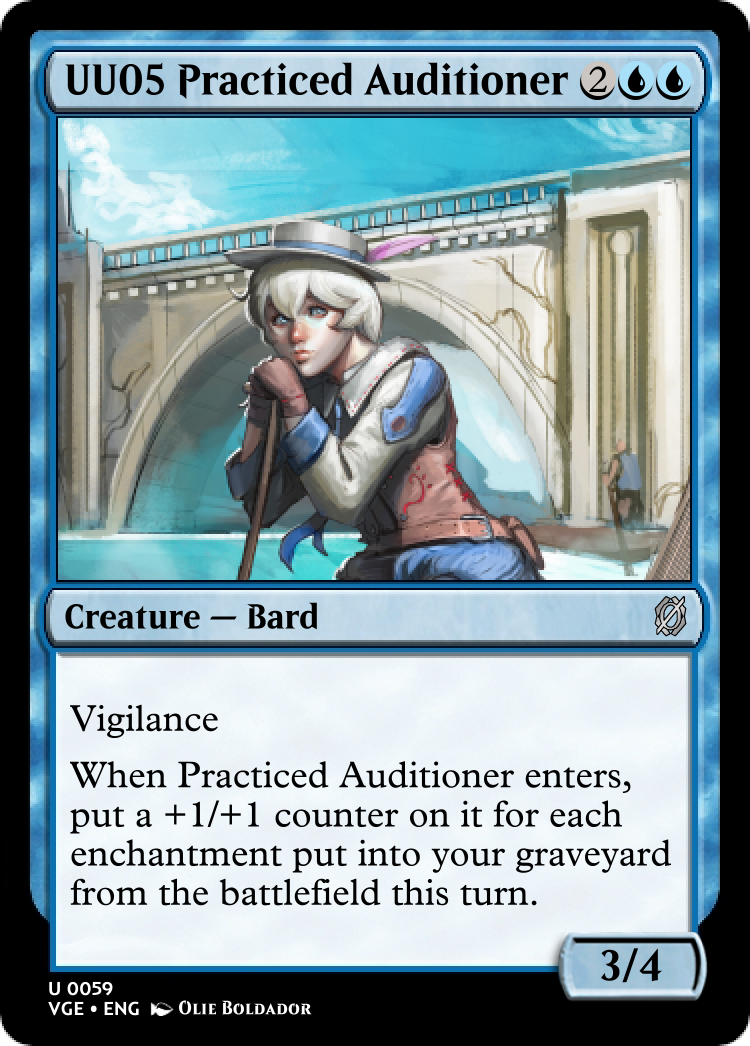 UU05 Practiced Auditioner 2
Creature — Bard
Vigilance
When Practiced Auditioner enters,
put a +1/+1 counter on it for each
enchantment put into your graveyard
from the battlefield this turn.
3/4
U 0059
VGE • ENG Olie Boldador